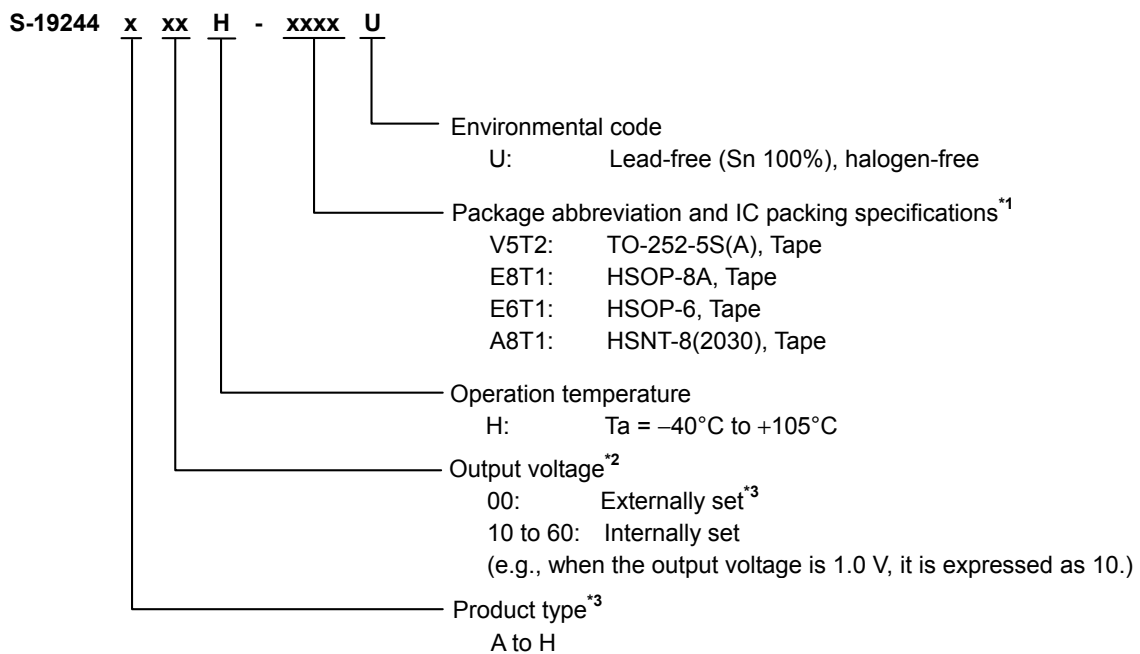 S-19244 x xx H - xxxx U
Environmental code
U: Lead-free (Sn 100%), halogen-free
Package abbreviation and IC packing specifications*1
V5T2: TO-252-5S(A), Tape
E8T1: HSOP-8A, Tape
E6T1: HSOP-6, Tape
A8T1: HSNT-8(2030), Tape
Operation temperature
H: Ta = −40°C to +105°C
Output voltage*2
00: Externally set*3
10 to 60: Internally set
(e.g., when the output voltage is 1.0 V, it is expressed as 10.)
Product type*3
A to H